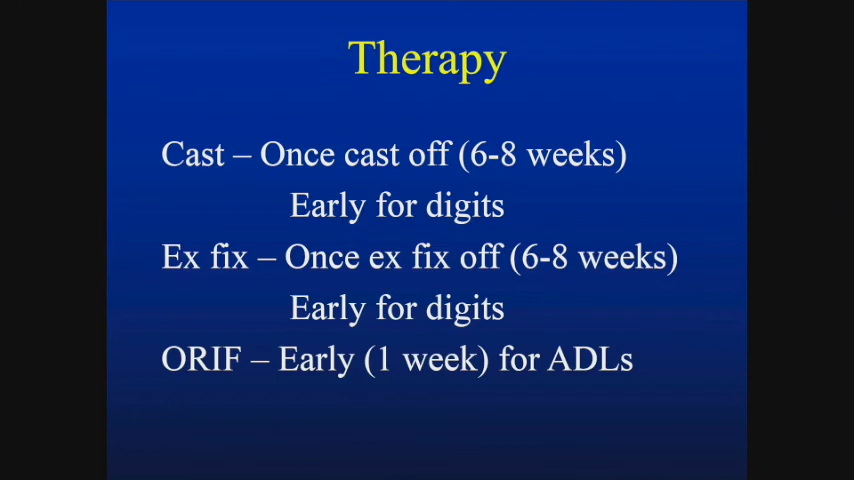 Therapy
Cast – Once cast off (6-8 weeks)
Early for digits
Ex fix – Once ex fix off (6-8 weeks)
Early for digits
ORIF – Early (1 week) for ADLs